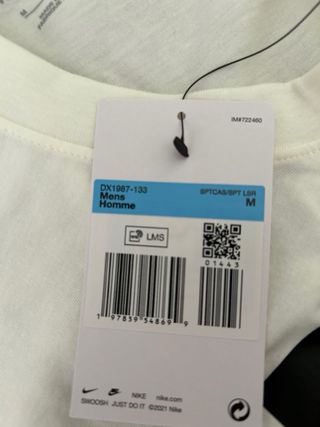 M
IM#722460
DX1987-133 SPTCAS/SPT LSR
Mens M
Homme
LMS
01443
1 97859 54869 9
NIKE nike.com
SWOOSH JUST DO IT ©2021 Nike